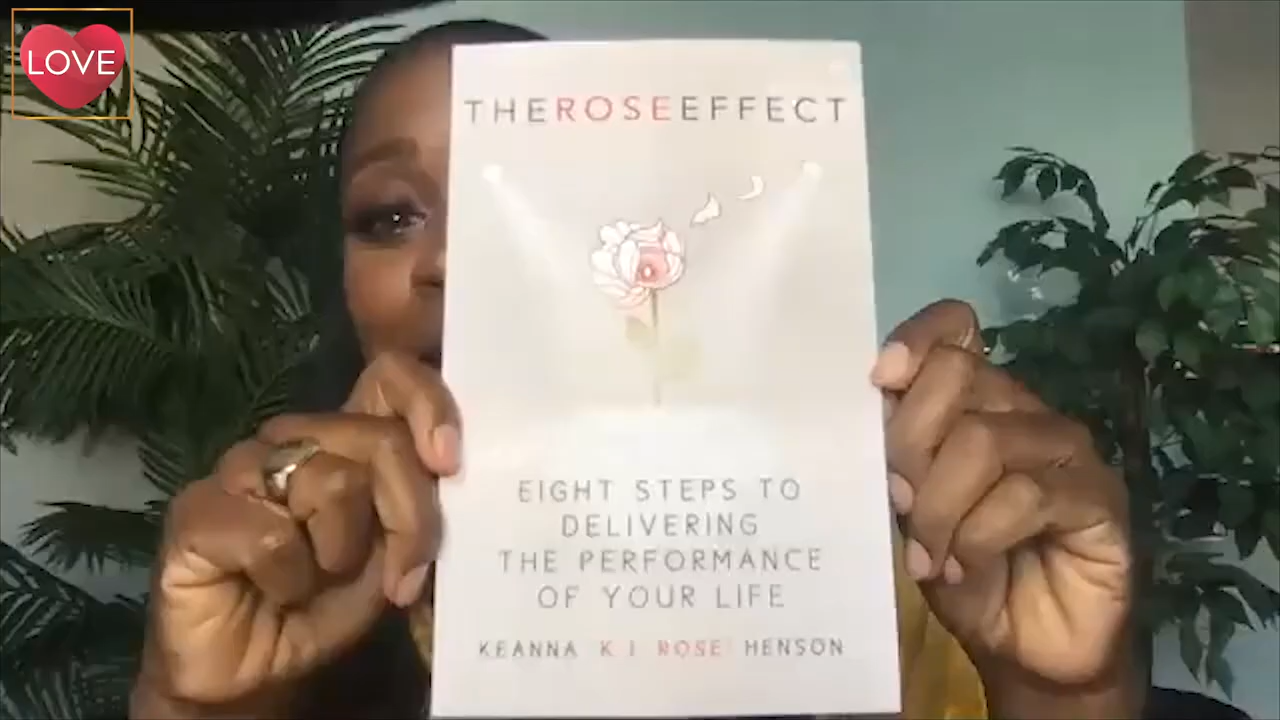 LOVE
THEROSEEFFECT
EIGHT STEPS TO
DELIVERING
THE PERFORMANCE
OF YOUR LIFE
KEANNA "K.J. ROSE" HENSON